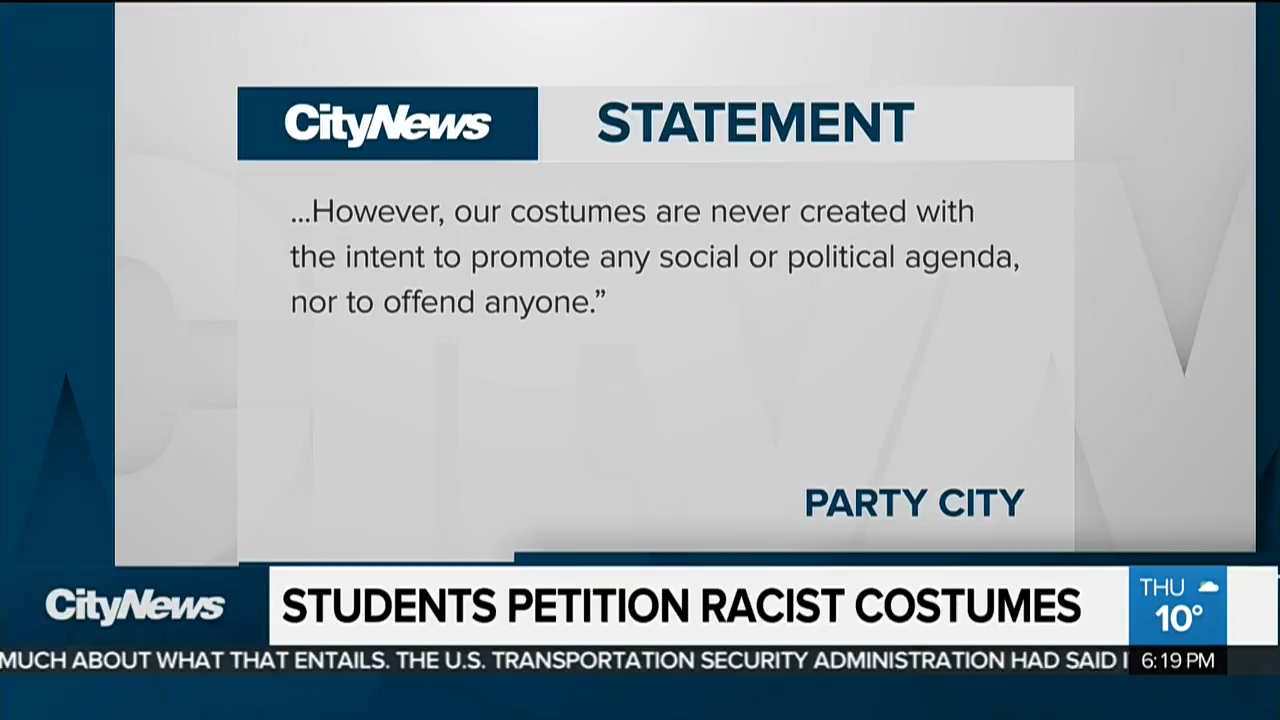 CityNews STATEMENT
...However, our costumes are never created with
the intent to promote any social or political agenda,
nor to offend anyone.”
PARTY CITY
CityNews STUDENTS PETITION RACIST COSTUMES THU
10°
MUCH ABOUT WHAT THAT ENTAILS. THE U.S. TRANSPORTATION SECURITY ADMINISTRATION HAD SAID 6:19 PM